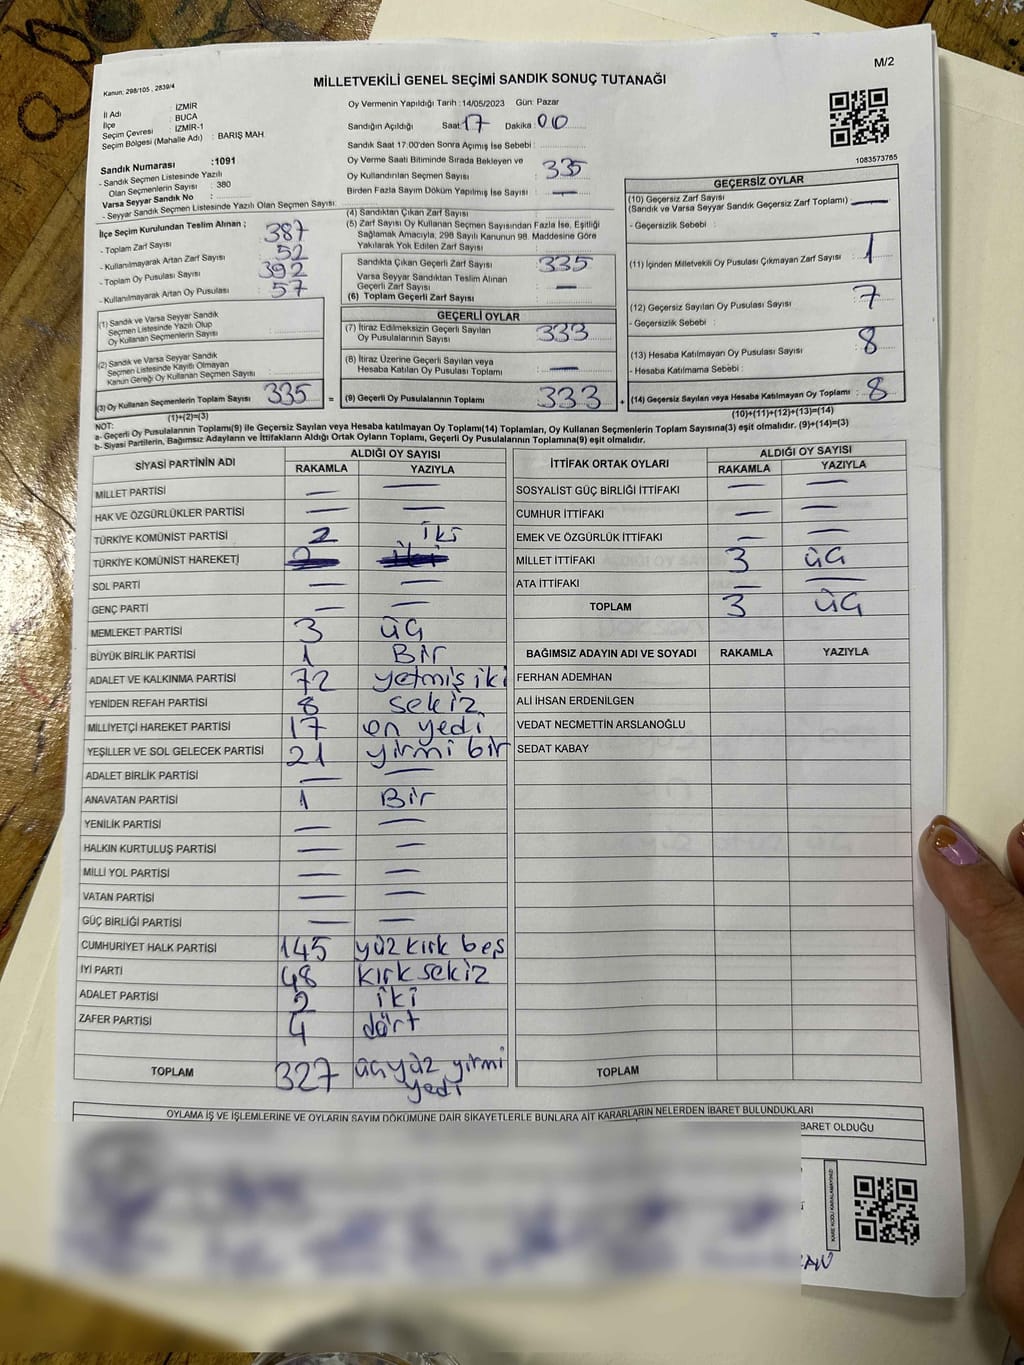 M/2
Kanun: 298/105 , 2839/4
MİLLETVEKİLİ GENEL SEÇİMİ SANDIK SONUÇ TUTANAĞI
İl Adı : İZMİR
İlçe : BUCA
Seçim Çevresi : İZMİR-1
Seçim Bölgesi (Mahalle Adı) : BARIŞ MAH.
Sandık Numarası :1091
- Sandık Seçmen Listesinde Yazılı
Olan Seçmenlerin Sayısı : 380
Varsa Seyyar Sandık No :
- Seyyar Sandık Seçmen Listesinde Yazılı Olan Seçmen Sayısı:
Oy Vermenin Yapıldığı Tarih :14/05/2023 Gün: Pazar
Sandığın Açıldığı Saat: 17 Dakika: 00
Sandık Saat 17.00'den Sonra Açımış İse Sebebi :
Oy Verme Saati Bitiminde Sırada Bekleyen ve
Oy Kullandırılan Seçmen Sayısı : 335
Birden Fazla Sayım Döküm Yapılmış İse Sayısı : —
1083573765
İlçe Seçim Kurulundan Teslim Alınan ;
- Toplam Zarf Sayısı : 387
- Kullanılmayarak Artan Zarf Sayısı : 52
- Toplam Oy Pusulası Sayısı : 392
- Kullanılmayarak Artan Oy Pusulası : 57
(1) Sandık ve Varsa Seyyar Sandık
Seçmen Listesinde Yazılı Olup
Oy Kullanan Seçmenlerin Sayısı :
(2) Sandık ve Varsa Seyyar Sandık
Seçmen Listesinde Kayıtlı Olmayan
Kanun Gereği Oy Kullanan Seçmen Sayısı :
(3) Oy Kullanan Seçmenlerin Toplam Sayısı : 335 =
(1)+(2)=(3)
(4) Sandıktan Çıkan Zarf Sayısı :
(5) Zarf Sayısı Oy Kullanan Seçmen Sayısından Fazla İse, Eşitliği
Sağlamak Amacıyla, 298 Sayılı Kanunun 98. Maddesine Göre
Yakılarak Yok Edilen Zarf Sayısı :
Sandıkta Çıkan Geçerli Zarf Sayısı : 335
Varsa Seyyar Sandıktan Teslim Alınan
Geçerli Zarf Sayısı : —
(6) Toplam Geçerli Zarf Sayısı :
GEÇERLİ OYLAR
(7) İtiraz Edilmeksizin Geçerli Sayılan
Oy Pusulalarının Sayısı : 333
(8) İtiraz Üzerine Geçerli Sayılan veya
Hesaba Katılan Oy Pusulası Toplamı : —
(9) Geçerli Oy Pusulalarının Toplamı : 333 +
GEÇERSİZ OYLAR
(10) Geçersiz Zarf Sayısı
(Sandık ve Varsa Seyyar Sandık Geçersiz Zarf Toplamı) : —
- Geçersizlik Sebebi :
(11) İçinden Milletvekili Oy Pusulası Çıkmayan Zarf Sayısı : 1
(12) Geçersiz Sayılan Oy Pusulası Sayısı : 7
- Geçersizlik Sebebi :
(13) Hesaba Katılmayan Oy Pusulası Sayısı : 8
- Hesaba Katılmama Sebebi :
(14) Geçersiz Sayılan veya Hesaba Katılmayan Oy Toplamı : 8
(10)+(11)+(12)+(13)=(14)
NOT:
a- Geçerli Oy Pusulalarının Toplamı(9) ile Geçersiz Sayılan veya Hesaba katılmayan Oy Toplamı(14) Toplamları, Oy Kullanan Seçmenlerin Toplam Sayısına(3) eşit olmalıdır. (9)+(14)=(3)
b- Siyasi Partilerin, Bağımsız Adayların ve İttifakların Aldığı Ortak Oyların Toplamı, Geçerli Oy Pusulalarının Toplamına(9) eşit olmalıdır.
SİYASİ PARTİNİN ADI ALDIĞI OY SAYISI
RAKAMLA YAZIYLA
MİLLET PARTİSİ — —
HAK VE ÖZGÜRLÜKLER PARTİSİ — —
TÜRKİYE KOMÜNİST PARTİSİ 2 iki
TÜRKİYE KOMÜNİST HAREKETİ 2 iki
SOL PARTİ — —
GENÇ PARTİ — —
MEMLEKET PARTİSİ 3 üç
BÜYÜK BİRLİK PARTİSİ 1 Bir
ADALET VE KALKINMA PARTİSİ 72 yetmiş iki
YENİDEN REFAH PARTİSİ 8 sekiz
MİLLİYETÇİ HAREKET PARTİSİ 17 on yedi
YEŞİLLER VE SOL GELECEK PARTİSİ 21 yirmi bir
ADALET BİRLİK PARTİSİ — —
ANAVATAN PARTİSİ 1 Bir
YENİLİK PARTİSİ — —
HALKIN KURTULUŞ PARTİSİ — —
MİLLİ YOL PARTİSİ — —
VATAN PARTİSİ — —
GÜÇ BİRLİĞİ PARTİSİ — —
CUMHURİYET HALK PARTİSİ 145 yüz kırk beş
İYİ PARTİ 48 kırk sekiz
ADALET PARTİSİ 2 iki
ZAFER PARTİSİ 4 dört
TOPLAM 327 üçyüz yirmi
yedi
İTTİFAK ORTAK OYLARI ALDIĞI OY SAYISI
RAKAMLA YAZIYLA
SOSYALİST GÜÇ BİRLİĞİ İTTİFAKI — —
CUMHUR İTTİFAKI — —
EMEK VE ÖZGÜRLÜK İTTİFAKI — —
MİLLET İTTİFAKI 3 üç
ATA İTTİFAKI — —
TOPLAM 3 üç
BAĞIMSIZ ADAYIN ADI VE SOYADI RAKAMLA YAZIYLA
FERHAN ADEMHAN
ALİ İHSAN ERDENİLGEN
VEDAT NECMETTİN ARSLANOĞLU
SEDAT KABAY
TOPLAM
OYLAMA İŞ VE İŞLEMLERİNE VE OYLARIN SAYIM DÖKÜMÜNE DAİR ŞİKAYETLERLE BUNLARA AİT KARARLARIN NELERDEN İBARET BULUNDUKLARI
BARET OLDUĞU
KARE KODU KARALAMAYINIZ!